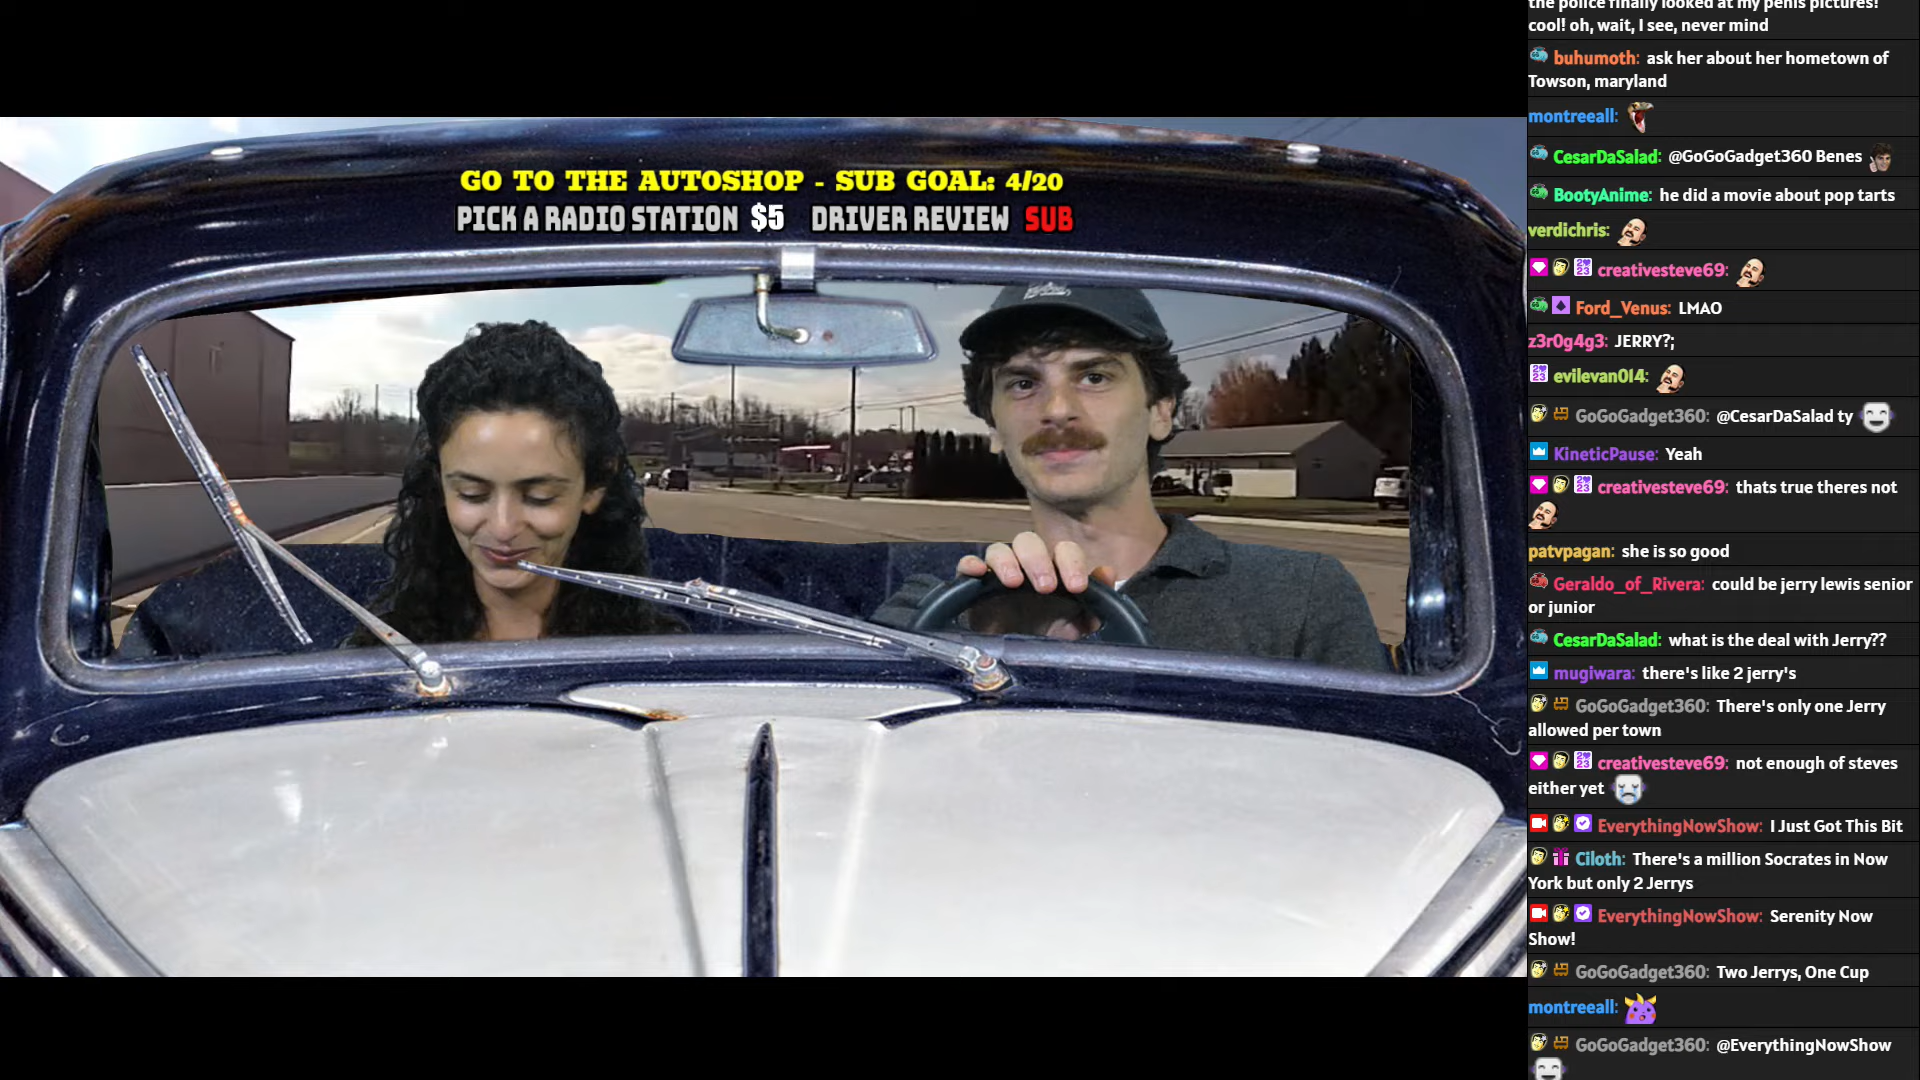 GO TO THE AUTOSHOP - SUB GOAL: 4/20
PICK A RADIO STATION $5 DRIVER REVIEW SUB
the police finally looked at my penis pictures!
cool! oh, wait, I see, never mind
buhumoth: ask her about her hometown of
Towson, maryland
montreeall:
CesarDaSalad: @GoGoGadget360 Benes
BootyAnime: he did a movie about pop tarts
verdichris:
creativesteve69:
Ford_Venus: LMAO
z3r0g4g3: JERRY?;
evilevan014:
GoGoGadget360: @CesarDaSalad ty
KineticPause: Yeah
creativesteve69: thats true theres not
patvpagan: she is so good
Geraldo_of_Rivera: could be jerry lewis senior
or junior
CesarDaSalad: what is the deal with Jerry??
mugiwara: there's like 2 jerry's
GoGoGadget360: There's only one Jerry
allowed per town
creativesteve69: not enough of steves
either yet
EverythingNowShow: I Just Got This Bit
Ciloth: There's a million Socrates in Now
York but only 2 Jerrys
EverythingNowShow: Serenity Now
Show!
GoGoGadget360: Two Jerrys, One Cup
montreeall:
GoGoGadget360: @EverythingNowShow